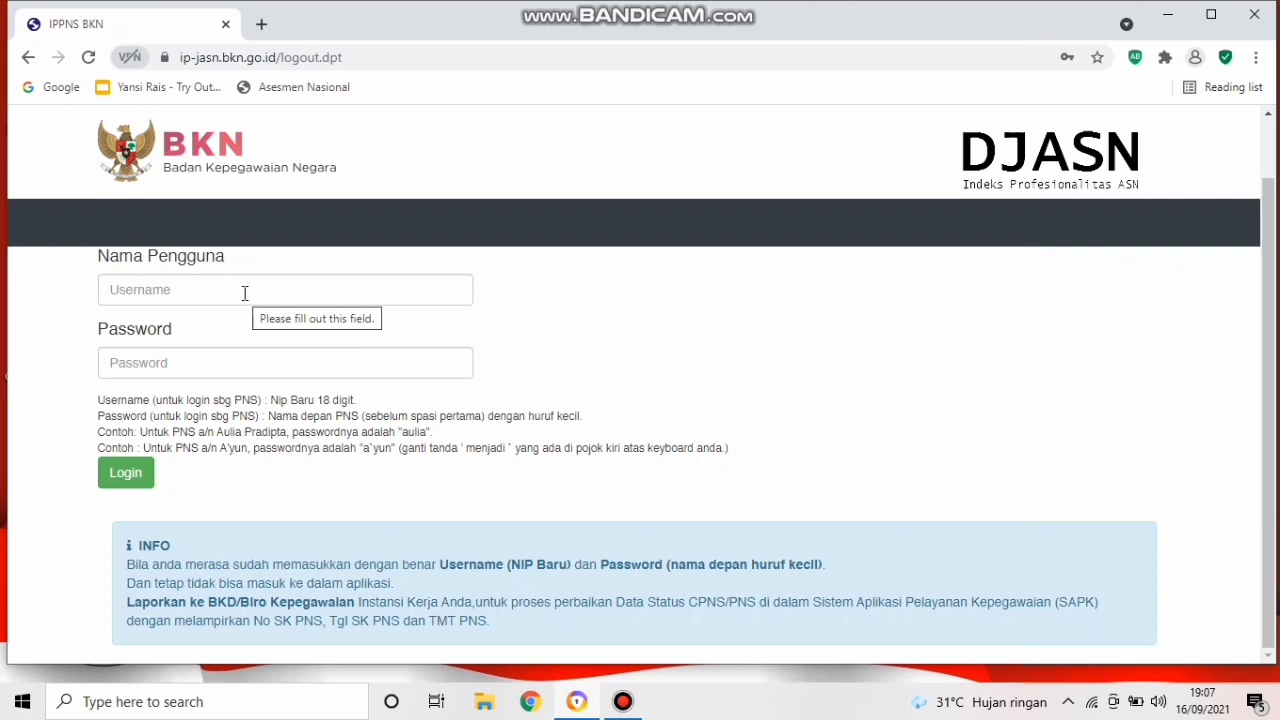 www.BANDICAM.com
IPPNS BKN
VPN
ip-jasn.bkn.go.id/logout.dpt
Google
Yansi Rais - Try Out...
Asesmen Nasional
Reading list
BKN
Badan Kepegawaian Negara
DJASN
Indeks Profesionalitas ASN
Nama Pengguna
Username
Please fill out this field.
Password
Password
Username (untuk login sbg PNS) : Nip Baru 18 digit.
Password (untuk login sbg PNS) : Nama depan PNS (sebelum spasi pertama) dengan huruf kecil.
Contoh: Untuk PNS a/n Aulia Pradipta, passwordnya adalah "aulia".
Contoh : Untuk PNS a/n A'yun, passwordnya adalah "a`yun" (ganti tanda ' menjadi ` yang ada di pojok kiri atas keyboard anda.)
Login
INFO
Bila anda merasa sudah memasukkan dengan benar Username (NIP Baru) dan Password (nama depan huruf kecil).
Dan tetap tidak bisa masuk ke dalam aplikasi.
Laporkan ke BKD/Biro Kepegawaian Instansi Kerja Anda,untuk proses perbaikan Data Status CPNS/PNS di dalam Sistem Aplikasi Pelayanan Kepegawaian (SAPK)
dengan melampirkan No SK PNS, Tgl SK PNS dan TMT PNS.
Type here to search
31°C Hujan ringan
19:07
16/09/2021
5